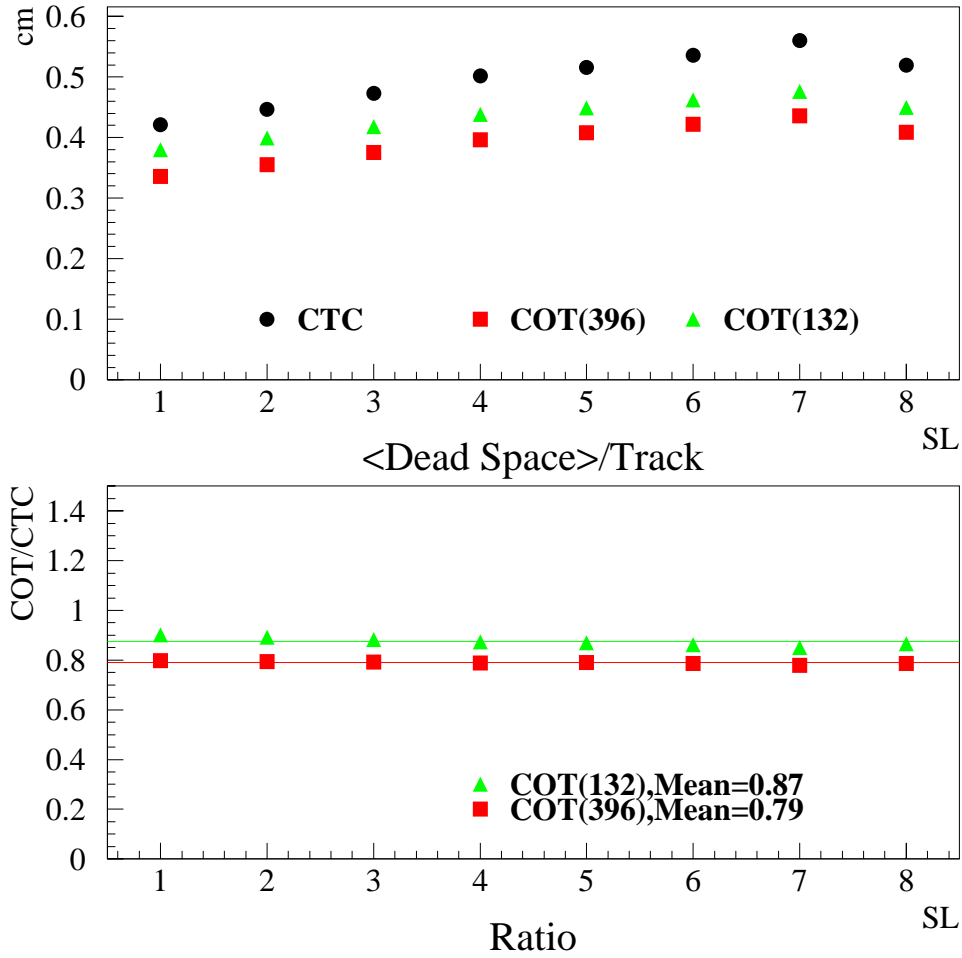 cm
0.6
0.5
0.4
0.3
0.2
0.1
0
CTC COT(396) COT(132)
1 2 3 4 5 6 7 8
SL
<Dead Space>/Track
COT/CTC
1.4
1.2
1
0.8
0.6
0.4
0.2
0
COT(132),Mean=0.87
COT(396),Mean=0.79
1 2 3 4 5 6 7 8
SL
Ratio